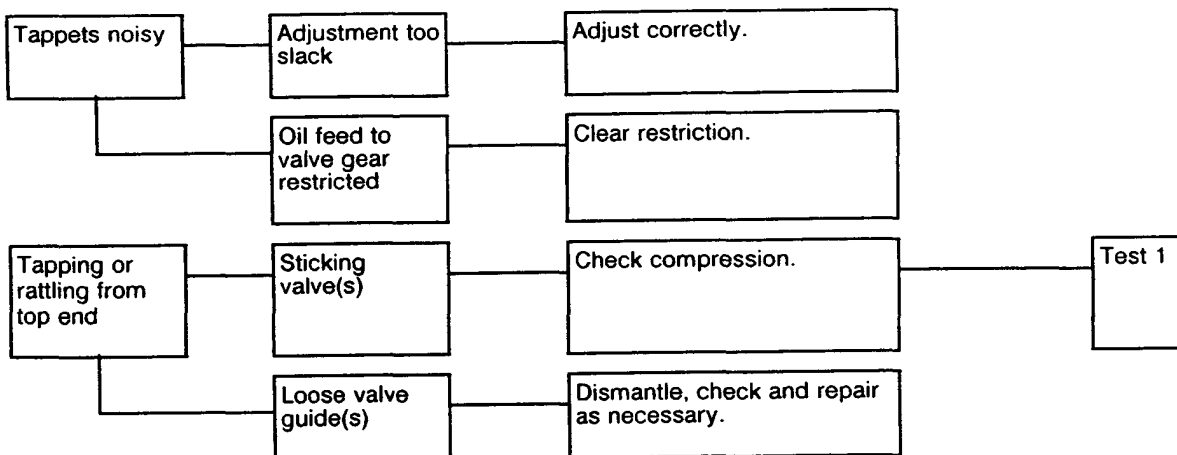 Tappets noisy
Adjustment too
slack
Adjust correctly.
Oil feed to
valve gear
restricted
Clear restriction.
Tapping or
rattling from
top end
Sticking
valve(s)
Check compression.
Test 1
Loose valve
guide(s)
Dismantle, check and repair
as necessary.